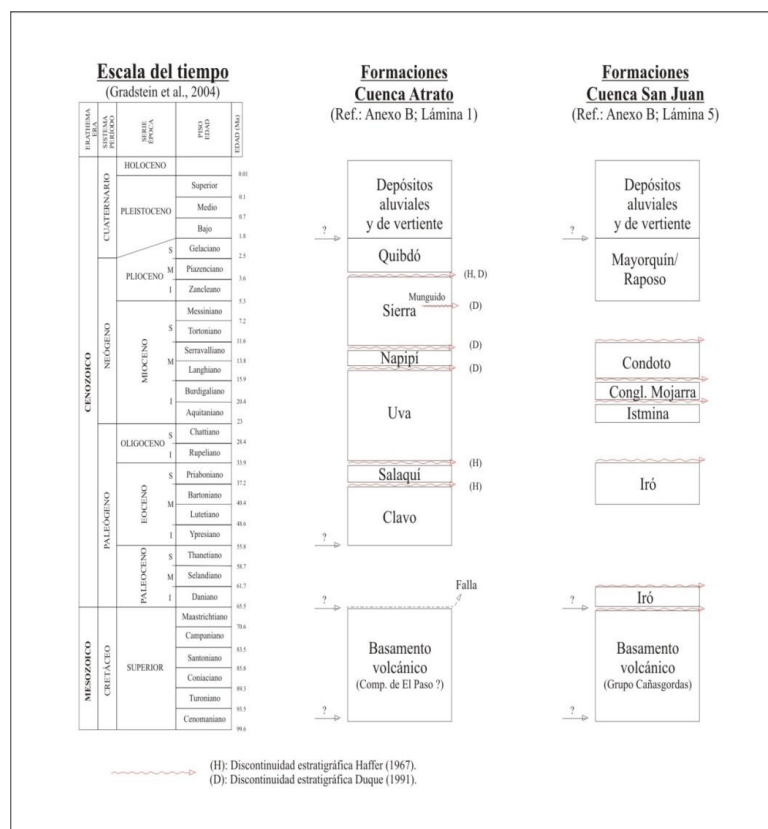 Escala del tiempo
(Gradstein et al., 2004)
ERATHEMA
ERA
SISTEMA
PERÍODO
SERIE
ÉPOCA
PISO
EDAD
EDAD (Ma)
CENOZOICO
MESOZOICO
CUATERNARIO
NEÓGENO
PALEÓGENO
CRETÁCEO
HOLOCENO
PLEISTOCENO
PLIOCENO
S
M
I
MIOCENO
S
M
I
OLIGOCENO
S
I
EOCENO
S
M
I
PALEOCENO
S
M
I
SUPERIOR
0.01
Superior
0.1
Medio
0.7
Bajo
1.8
Gelaciano
2.5
Piazenciano
3.6
Zancleano
5.3
Messiniano
7.2
Tortoniano
11.6
Serravalliano
13.8
Langhiano
15.9
Burdigaliano
20.4
Aquitaniano
23
Chattiano
28.4
Rupeliano
33.9
Priaboniano
37.2
Bartoniano
40.4
Lutetiano
48.6
Ypresiano
55.8
Thanetiano
58.7
Selandiano
61.7
Daniano
65.5
Maastrichtiano
70.6
Campaniano
83.5
Santoniano
85.8
Coniaciano
89.3
Turoniano
93.5
Cenomaniano
99.6
Formaciones
Cuenca Atrato
(Ref.: Anexo B; Lámina 1)
Depósitos
aluviales
y de vertiente
?
Quibdó
(H, D)
Munguido
(D)
Sierra
(D)
Napipí
(D)
Uva
(H)
Salaquí
(H)
Clavo
?
Falla
?
Basamento
volcánico
(Comp. de El Paso ?)
?
Formaciones
Cuenca San Juan
(Ref.: Anexo B; Lámina 5)
Depósitos
aluviales
y de vertiente
?
Mayorquín/
Raposo
Condoto
Congl. Mojarra
Istmina
Iró
Iró
?
Basamento
volcánico
(Grupo Cañasgordas)
?
(H): Discontinuidad estratigráfica Haffer (1967).
(D): Discontinuidad estratigráfica Duque (1991).